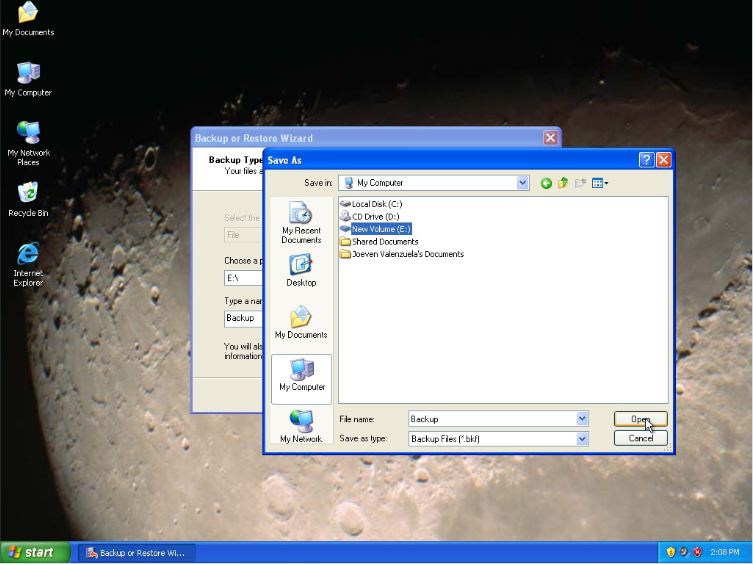 My Documents
My Computer
My Network
Places
Recycle Bin
Internet
Explorer
Backup or Restore Wizard
Backup Type
Your files a
Select the
File
Choose a p
E:\
Type a nam
Backup
You will als
information
Save As
Save in:
My Computer
My Recent
Documents
Desktop
My Documents
My Computer
My Network
Local Disk (C:)
CD Drive (D:)
New Volume (E:)
Shared Documents
Joeven Valenzuela's Documents
File name:
Backup
Open
Save as type:
Backup Files (*.bkf)
Cancel
start
Backup or Restore Wi...
2:08 PM